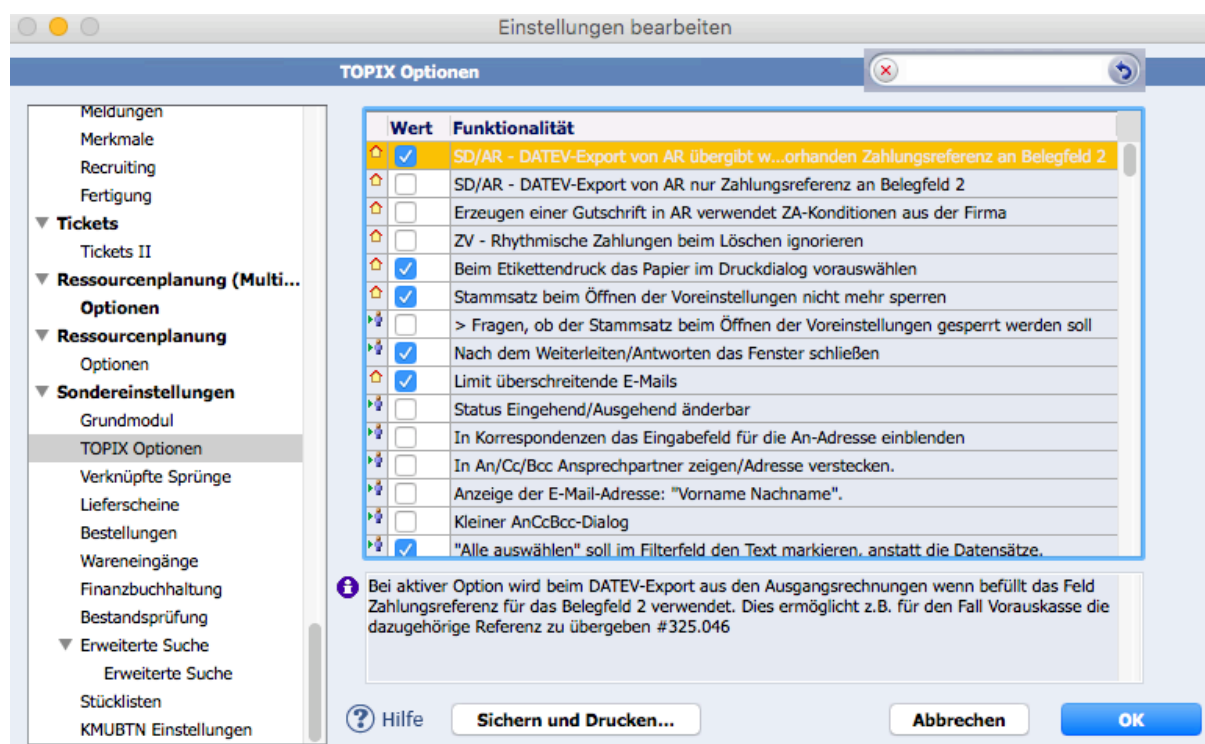 Einstellungen bearbeiten
TOPIX Optionen
Meldungen
Merkmale
Recruiting
Fertigung
Tickets
Tickets II
Ressourcenplanung (Multi...
Optionen
Ressourcenplanung
Optionen
Sondereinstellungen
Grundmodul
TOPIX Optionen
Verknüpfte Sprünge
Lieferscheine
Bestellungen
Wareneingänge
Finanzbuchhaltung
Bestandsprüfung
Erweiterte Suche
Erweiterte Suche
Stücklisten
KMUBTN Einstellungen
Wert Funktionalität
SD/AR - DATEV-Export von AR übergibt w...orhanden Zahlungsreferenz an Belegfeld 2
SD/AR - DATEV-Export von AR nur Zahlungsreferenz an Belegfeld 2
Erzeugen einer Gutschrift in AR verwendet ZA-Konditionen aus der Firma
ZV - Rhythmische Zahlungen beim Löschen ignorieren
Beim Etikettendruck das Papier im Druckdialog vorauswählen
Stammsatz beim Öffnen der Voreinstellungen nicht mehr sperren
> Fragen, ob der Stammsatz beim Öffnen der Voreinstellungen gesperrt werden soll
Nach dem Weiterleiten/Antworten das Fenster schließen
Limit überschreitende E-Mails
Status Eingehend/Ausgehend änderbar
In Korrespondenzen das Eingabefeld für die An-Adresse einblenden
In An/Cc/Bcc Ansprechpartner zeigen/Adresse verstecken.
Anzeige der E-Mail-Adresse: "Vorname Nachname".
Kleiner AnCcBcc-Dialog
"Alle auswählen" soll im Filterfeld den Text markieren, anstatt die Datensätze.
Bei aktiver Option wird beim DATEV-Export aus den Ausgangsrechnungen wenn befüllt das Feld
Zahlungsreferenz für das Belegfeld 2 verwendet. Dies ermöglicht z.B. für den Fall Vorauskasse die
dazugehörige Referenz zu übergeben #325.046
? Hilfe
Sichern und Drucken...
Abbrechen
OK